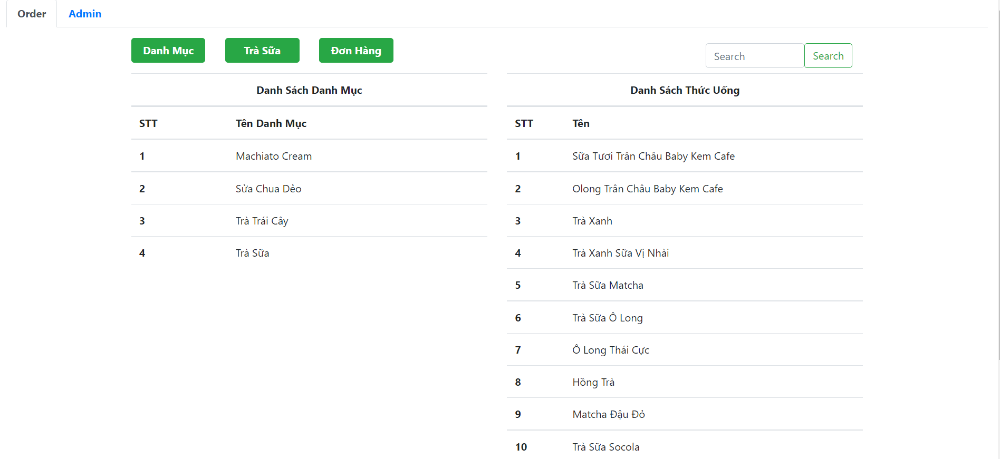 Order Admin
Danh Mục Trà Sữa Đơn Hàng
Search Search
Danh Sách Danh Mục
STT Tên Danh Mục
1 Machiato Cream
2 Sửa Chua Dẻo
3 Trà Trái Cây
4 Trà Sữa
Danh Sách Thức Uống
STT Tên
1 Sữa Tươi Trân Châu Baby Kem Cafe
2 Olong Trân Châu Baby Kem Cafe
3 Trà Xanh
4 Trà Xanh Sữa Vị Nhài
5 Trà Sữa Matcha
6 Trà Sữa Ô Long
7 Ô Long Thái Cực
8 Hồng Trà
9 Matcha Đậu Đỏ
10 Trà Sữa Socola